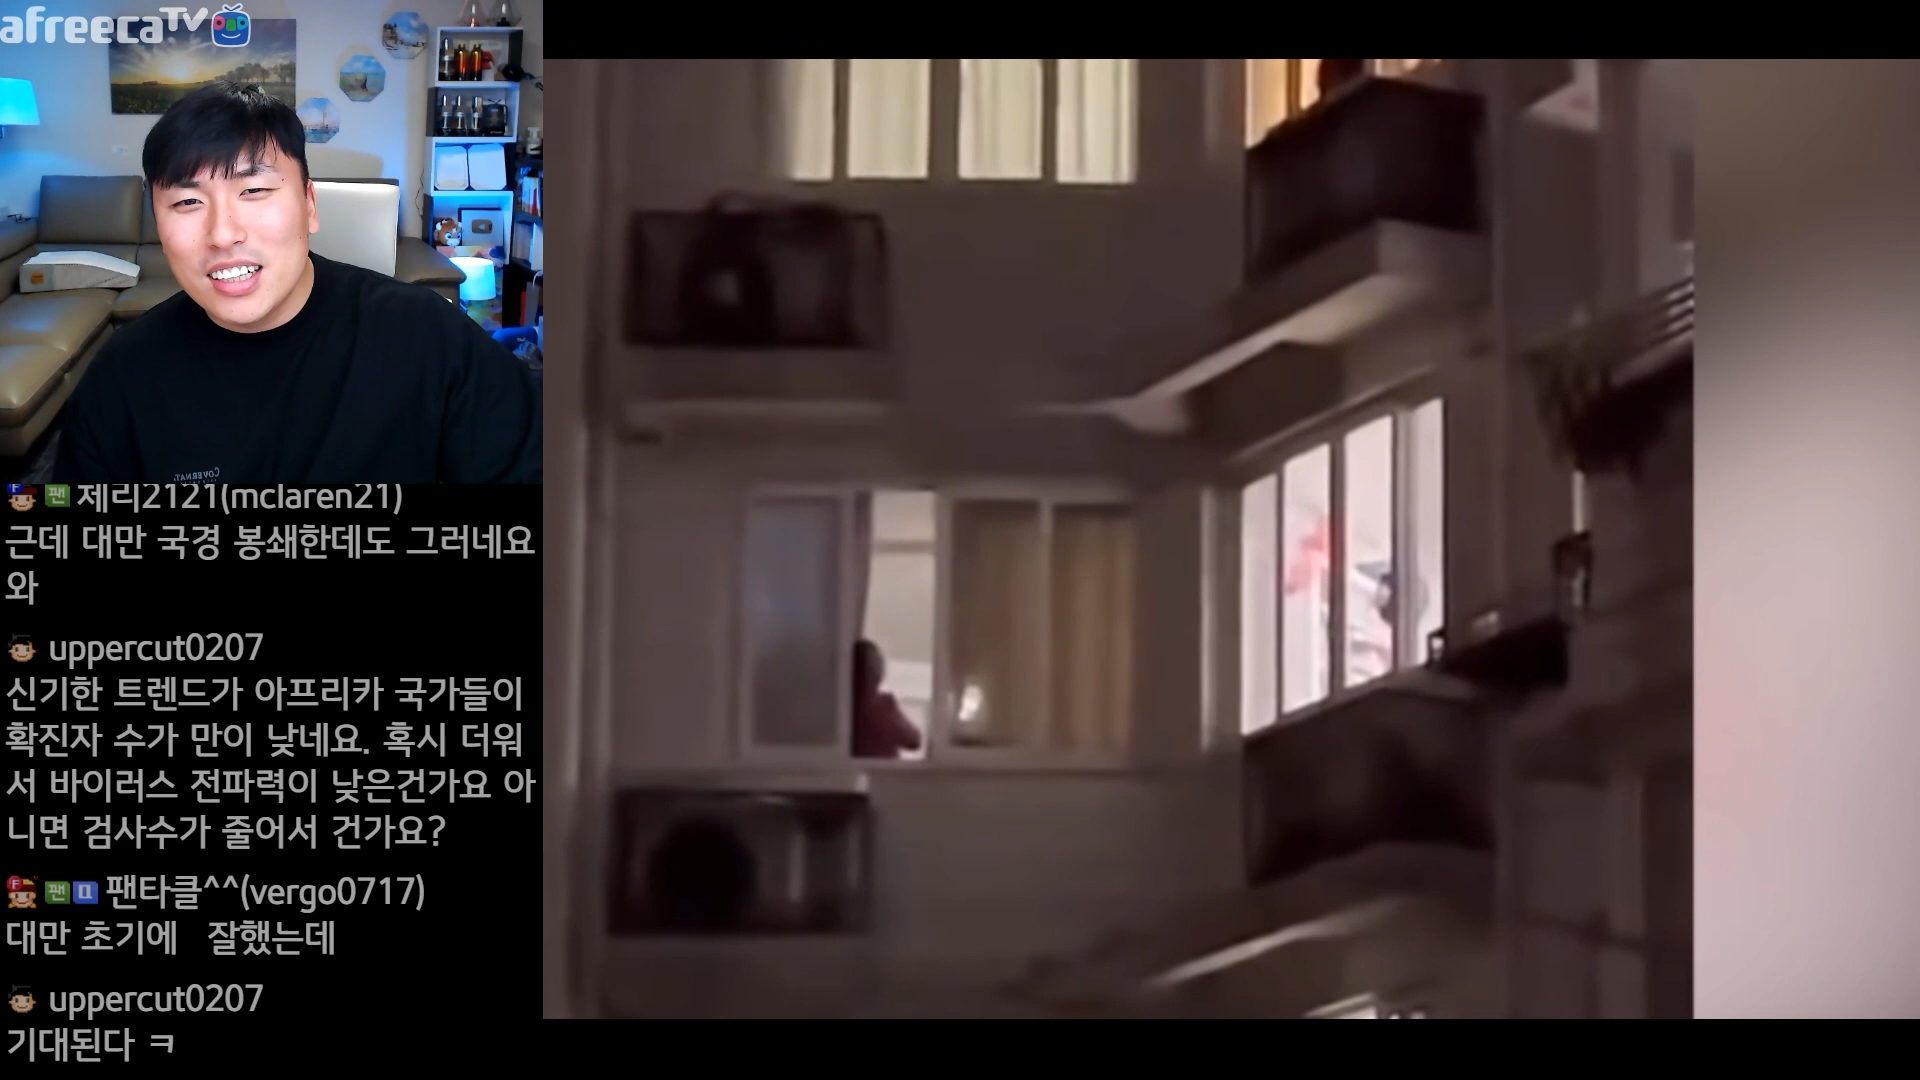 afreecaTV
팬 제리2121(mclaren21)
근데 대만 국경 봉쇄한데도 그러네요
와
uppercut0207
신기한 트렌드가 아프리카 국가들이
확진자 수가 만이 낮네요. 혹시 더워
서 바이러스 전파력이 낮은건가요 아
니면 검사수가 줄어서 건가요?
팬 팬타클^^(vergo0717)
대만 초기에   잘했는데
uppercut0207
기대된다 ㅋ